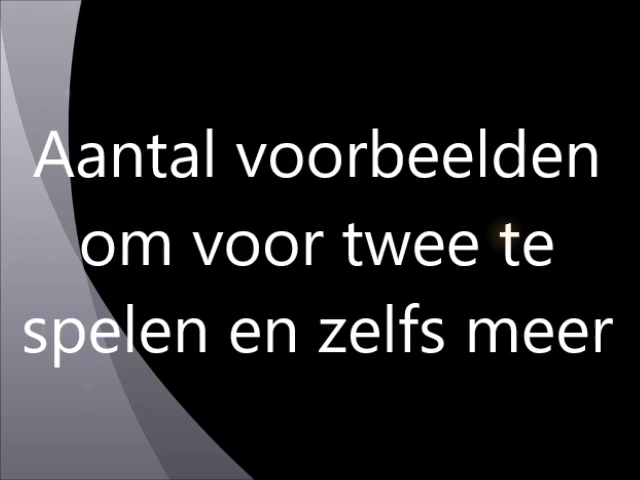 Aantal voorbeelden
om voor twee te
spelen en zelfs meer